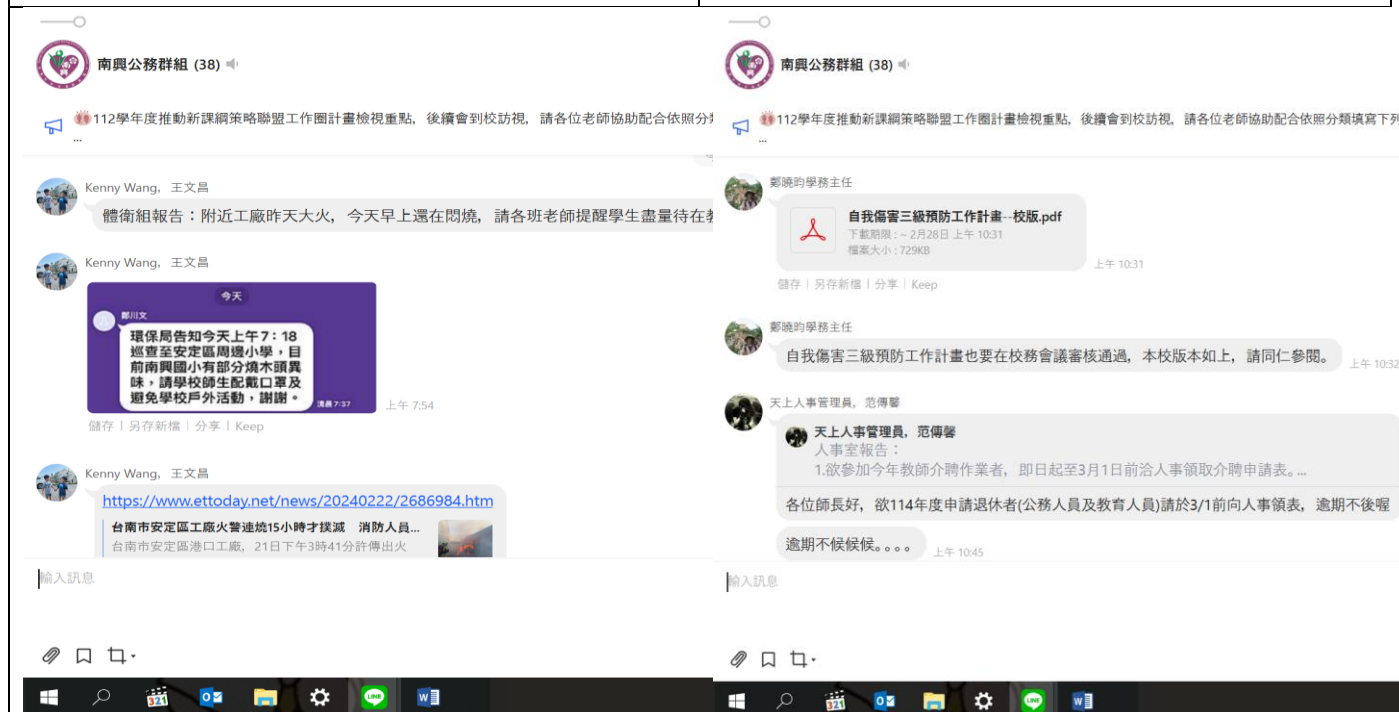 南興公務群組 (38)
112學年度推動新課綱策略聯盟工作圈計畫檢視重點，後續會到校訪視，請各位老師協助配合依照分
...
Kenny Wang，王文昌
體衛組報告：附近工廠昨天大火，今天早上還在悶燒，請各班老師提醒學生盡量待在
Kenny Wang，王文昌
今天
鄭川文
環保局告知今天上午7：18
巡查至安定區周邊小學，目
前南興國小有部分燒木頭異
味，請學校師生配戴口罩及
避免學校戶外活動，謝謝。
清晨7:37
上午 7:54
儲存 | 另存新檔 | 分享 | Keep
Kenny Wang，王文昌
https://www.ettoday.net/news/20240222/2686984.htm
台南市安定區工廠火警連燒15小時才撲滅　消防人員...
台南市安定區港口工廠，21日下午3時41分許傳出火
輸入訊息
南興公務群組 (38)
112學年度推動新課綱策略聯盟工作圈計畫檢視重點，後續會到校訪視，請各位老師協助配合依照分類填寫下列
...
鄭曉昀學務主任
自我傷害三級預防工作計畫--校版.pdf
下載期限：~ 2月28日 上午 10:31
檔案大小：729KB
上午 10:31
儲存 | 另存新檔 | 分享 | Keep
鄭曉昀學務主任
自我傷害三級預防工作計畫也要在校務會議審核通過，本校版本如上，請同仁參閱。
上午 10:32
天上人事管理員，范傳馨
天上人事管理員，范傳馨
人事室報告：
1.欲參加今年教師介聘作業者，即日起至3月1日前洽人事領取介聘申請表。...
各位師長好，欲114年度申請退休者(公務人員及教育人員)請於3/1前向人事領表，逾期不後喔
逾期不候候候。。。。
上午 10:45
輸入訊息